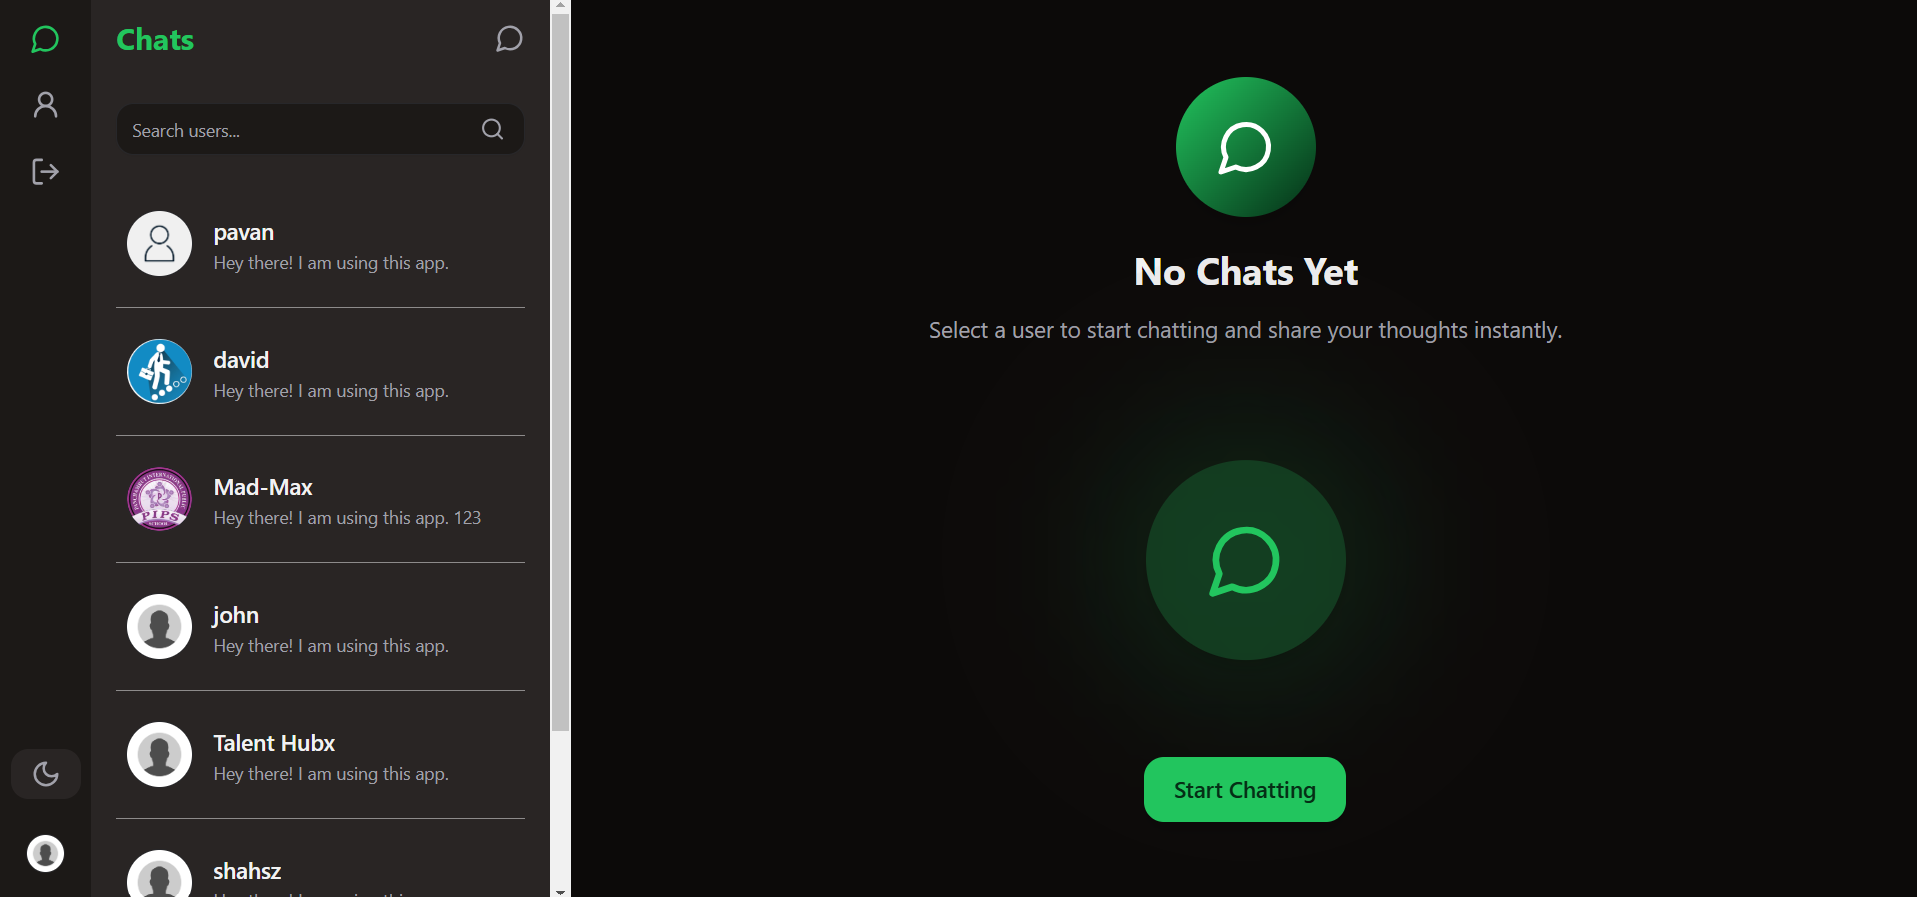 Chats
Search users...
pavan
Hey there! I am using this app.
david
Hey there! I am using this app.
Mad-Max
Hey there! I am using this app. 123
PIPS
john
Hey there! I am using this app.
Talent Hubx
Hey there! I am using this app.
shahsz
No Chats Yet
Select a user to start chatting and share your thoughts instantly.
Start Chatting